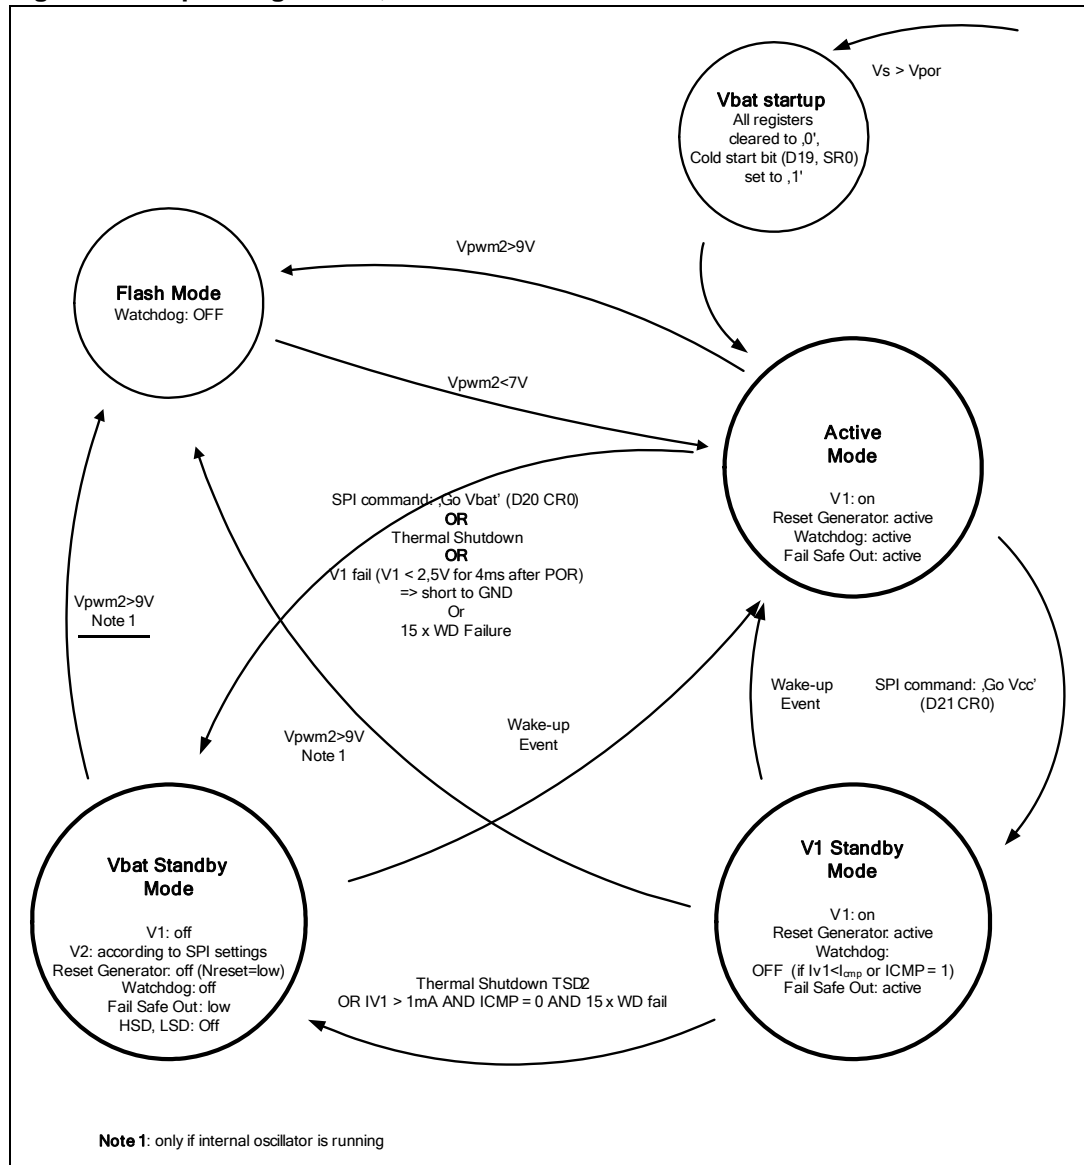 Vs > Vpor
Vbat startup
All registers
cleared to ‚0',
Cold start bit (D19, SR0)
set to ‚1'
Vpwm2>9V
Flash Mode
Watchdog: OFF
Vpwm2<7V
Active
Mode
V1: on
Reset Generator: active
Watchdog: active
Fail Safe Out: active
SPI command: ‚Go Vbat' (D20 CR0)
OR
Thermal Shutdown
OR
V1 fail (V1 < 2,5V for 4ms after POR)
=> short to GND
Or
15 x WD Failure
Vpwm2>9V
Note 1
Vpwm2>9V
Note 1
Wake-up
Event
Wake-up
Event
SPI command: ‚Go Vcc'
(D21 CR0)
Vbat Standby
Mode
V1: off
V2: according to SPI settings
Reset Generator: off (Nreset=low)
Watchdog: off
Fail Safe Out: low
HSD, LSD: Off
V1 Standby
Mode
V1: on
Reset Generator: active
Watchdog:
OFF (if Iv1<Icmp or ICMP = 1)
Fail Safe Out: active
Thermal Shutdown TSD2
OR IV1 > 1mA AND ICMP = 0 AND 15 x WD fail
Note 1: only if internal oscillator is running